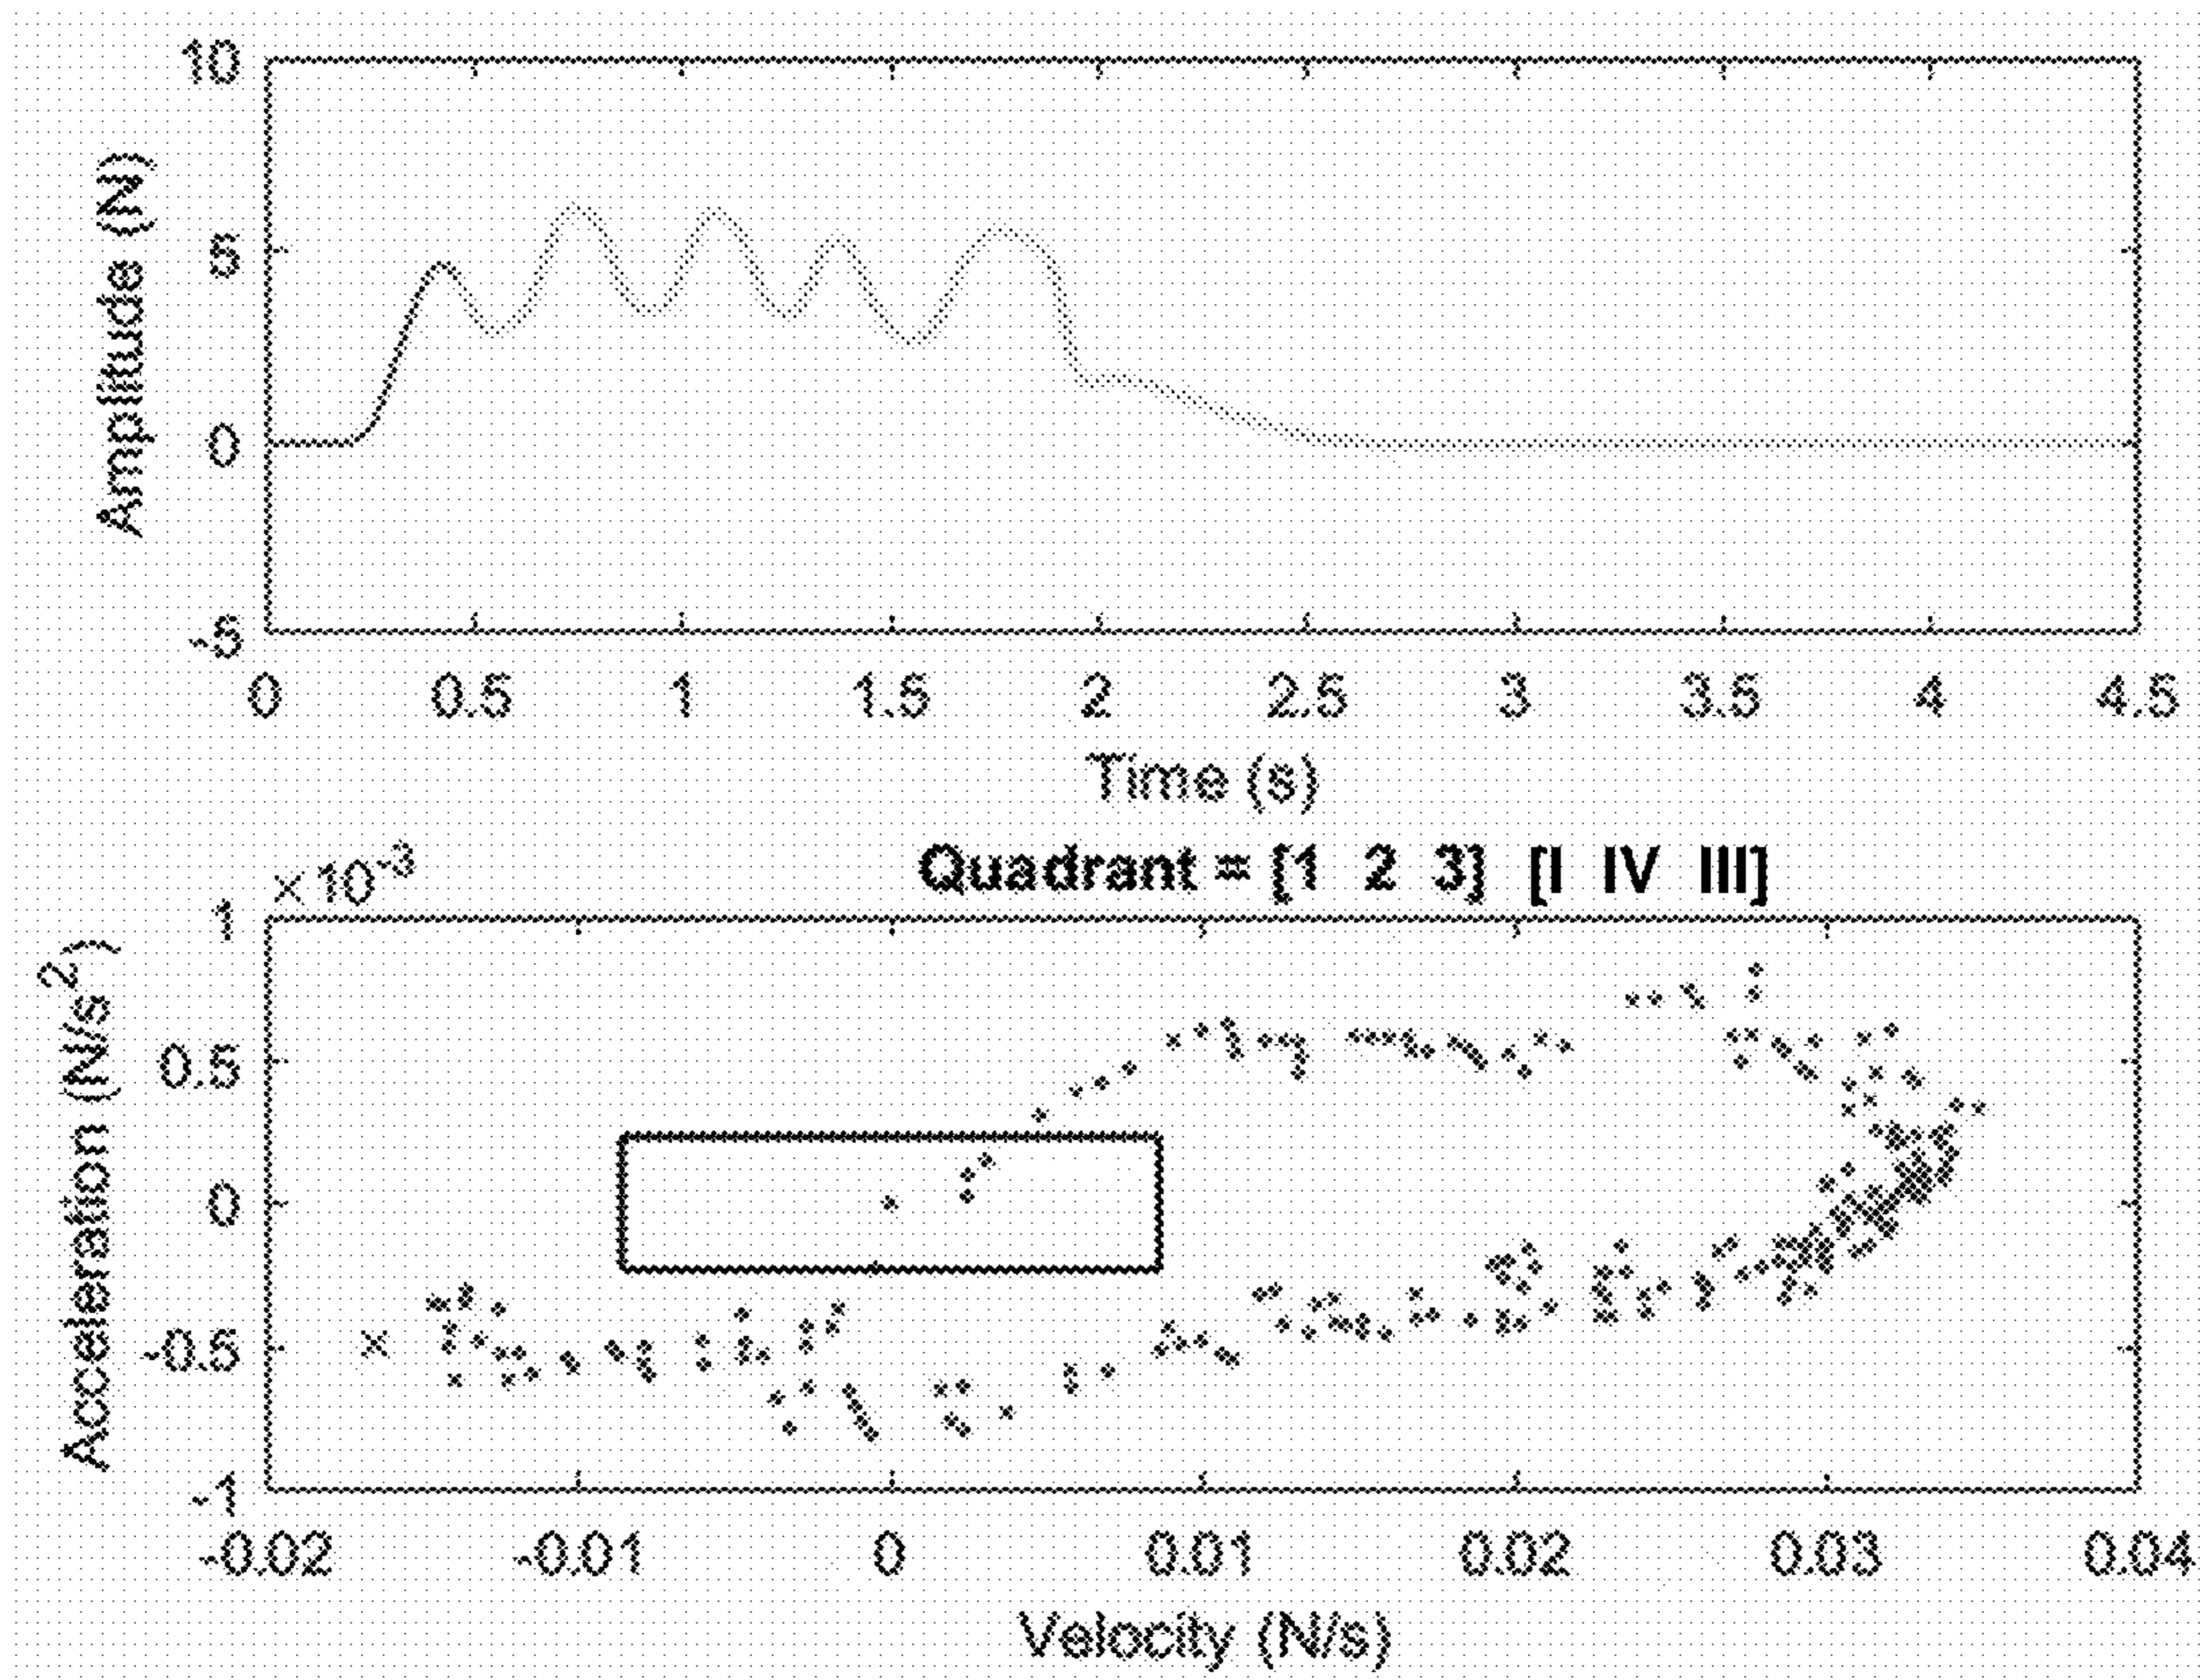 10
5
0
-5
Amplitude (N)
0 0.5 1 1.5 2 2.5 3 3.5 4 4.5
Time (s)
Quadrant = [1 2 3] [I IV III]
×10⁻³
1
0.5
0
-0.5
-1
Acceleration (N/s²)
-0.02 -0.01 0 0.01 0.02 0.03 0.04
Velocity (N/s)